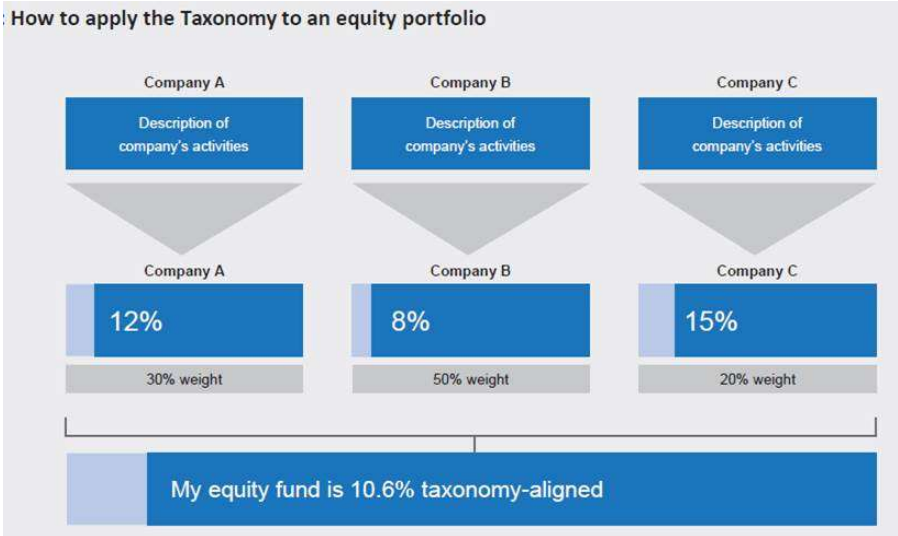 : How to apply the Taxonomy to an equity portfolio
Company A
Company B
Company C
Description of
company's activities
Description of
company's activities
Description of
company's activities
Company A
Company B
Company C
12%
8%
15%
30% weight
50% weight
20% weight
My equity fund is 10.6% taxonomy-aligned